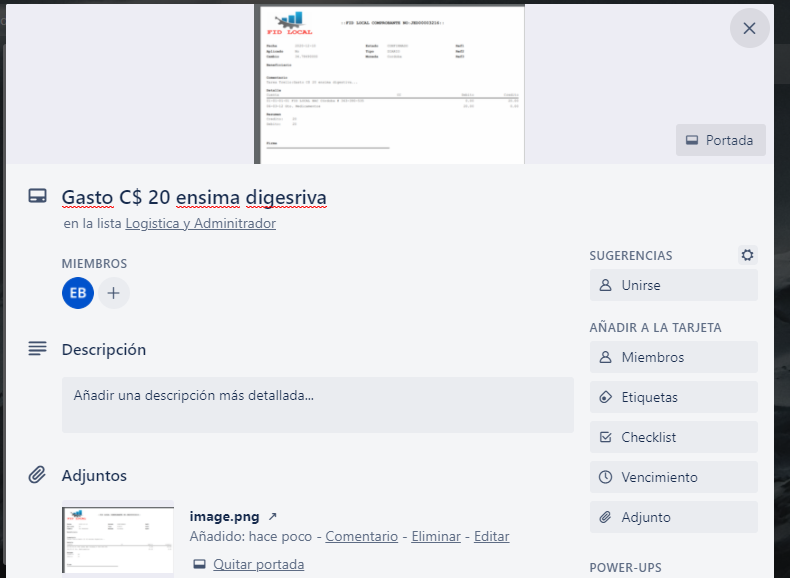 FID LOCAL
::FID LOCAL COMPROBANTE NO.
Portada
Gasto C$ 20 ensima digesriva
en la lista Logistica y Adminitrador
MIEMBROS
EB
Descripción
Añadir una descripción más detallada...
Adjuntos
image.png ↗
Añadido: hace poco - Comentario - Eliminar - Editar
Quitar portada
SUGERENCIAS
Unirse
AÑADIR A LA TARJETA
Miembros
Etiquetas
Checklist
Vencimiento
Adjunto
POWER-UPS